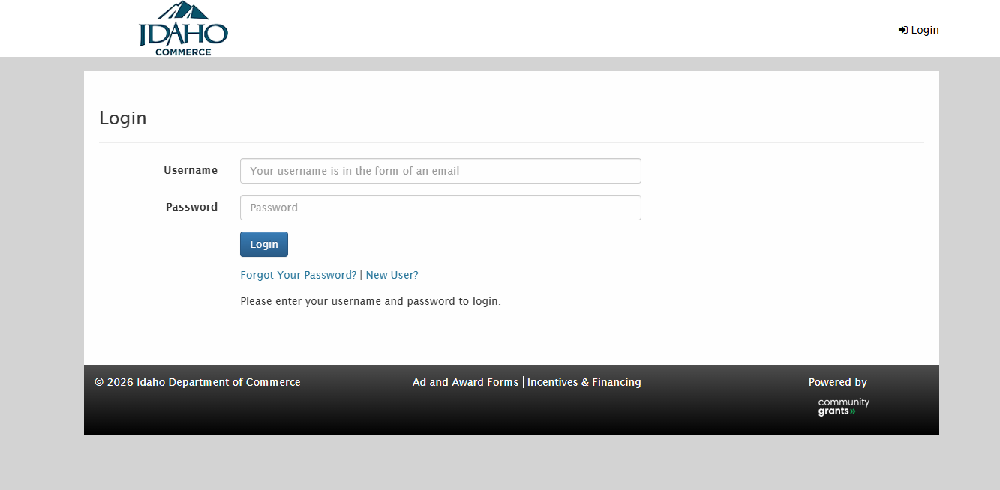 IDAHO
COMMERCE
Login
Login
Username
Your username is in the form of an email
Password
Password
Login
Forgot Your Password? | New User?
Please enter your username and password to login.
© 2026 Idaho Department of Commerce
Ad and Award Forms | Incentives & Financing
Powered by
community
grants»